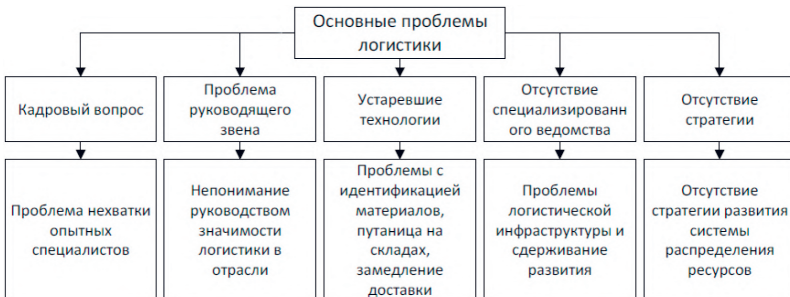 Основные проблемы
логистики
Кадровый вопрос
Проблема
руководящего
звена
Устаревшие
технологии
Отсутствие
специализированн
ого ведомства
Отсутствие
стратегии
Проблема нехватки
опытных
специалистов
Непонимание
руководством
значимости
логистики в
отрасли
Проблемы с
идентификацией
материалов,
путаница на
складах,
замедление
доставки
Проблемы
логистической
инфраструктуры и
сдерживание
развития
Отсутствие
стратегии развития
системы
распределения
ресурсов